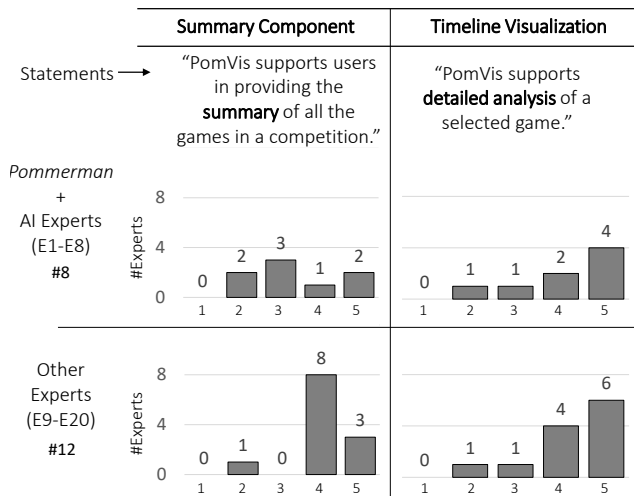 Summary Component
Timeline Visualization
Statements
“PomVis supports users
in providing the
summary of all the
games in a competition.”
“PomVis supports
detailed analysis of a
selected game.”
Pommerman
+
AI Experts
(E1-E8)
#8
#Experts
8
4
0
0
2
3
1
2
1
2
3
4
5
0
1
1
2
4
1
2
3
4
5
Other
Experts
(E9-E20)
#12
#Experts
8
4
0
0
1
0
8
3
1
2
3
4
5
0
1
1
4
6
1
2
3
4
5